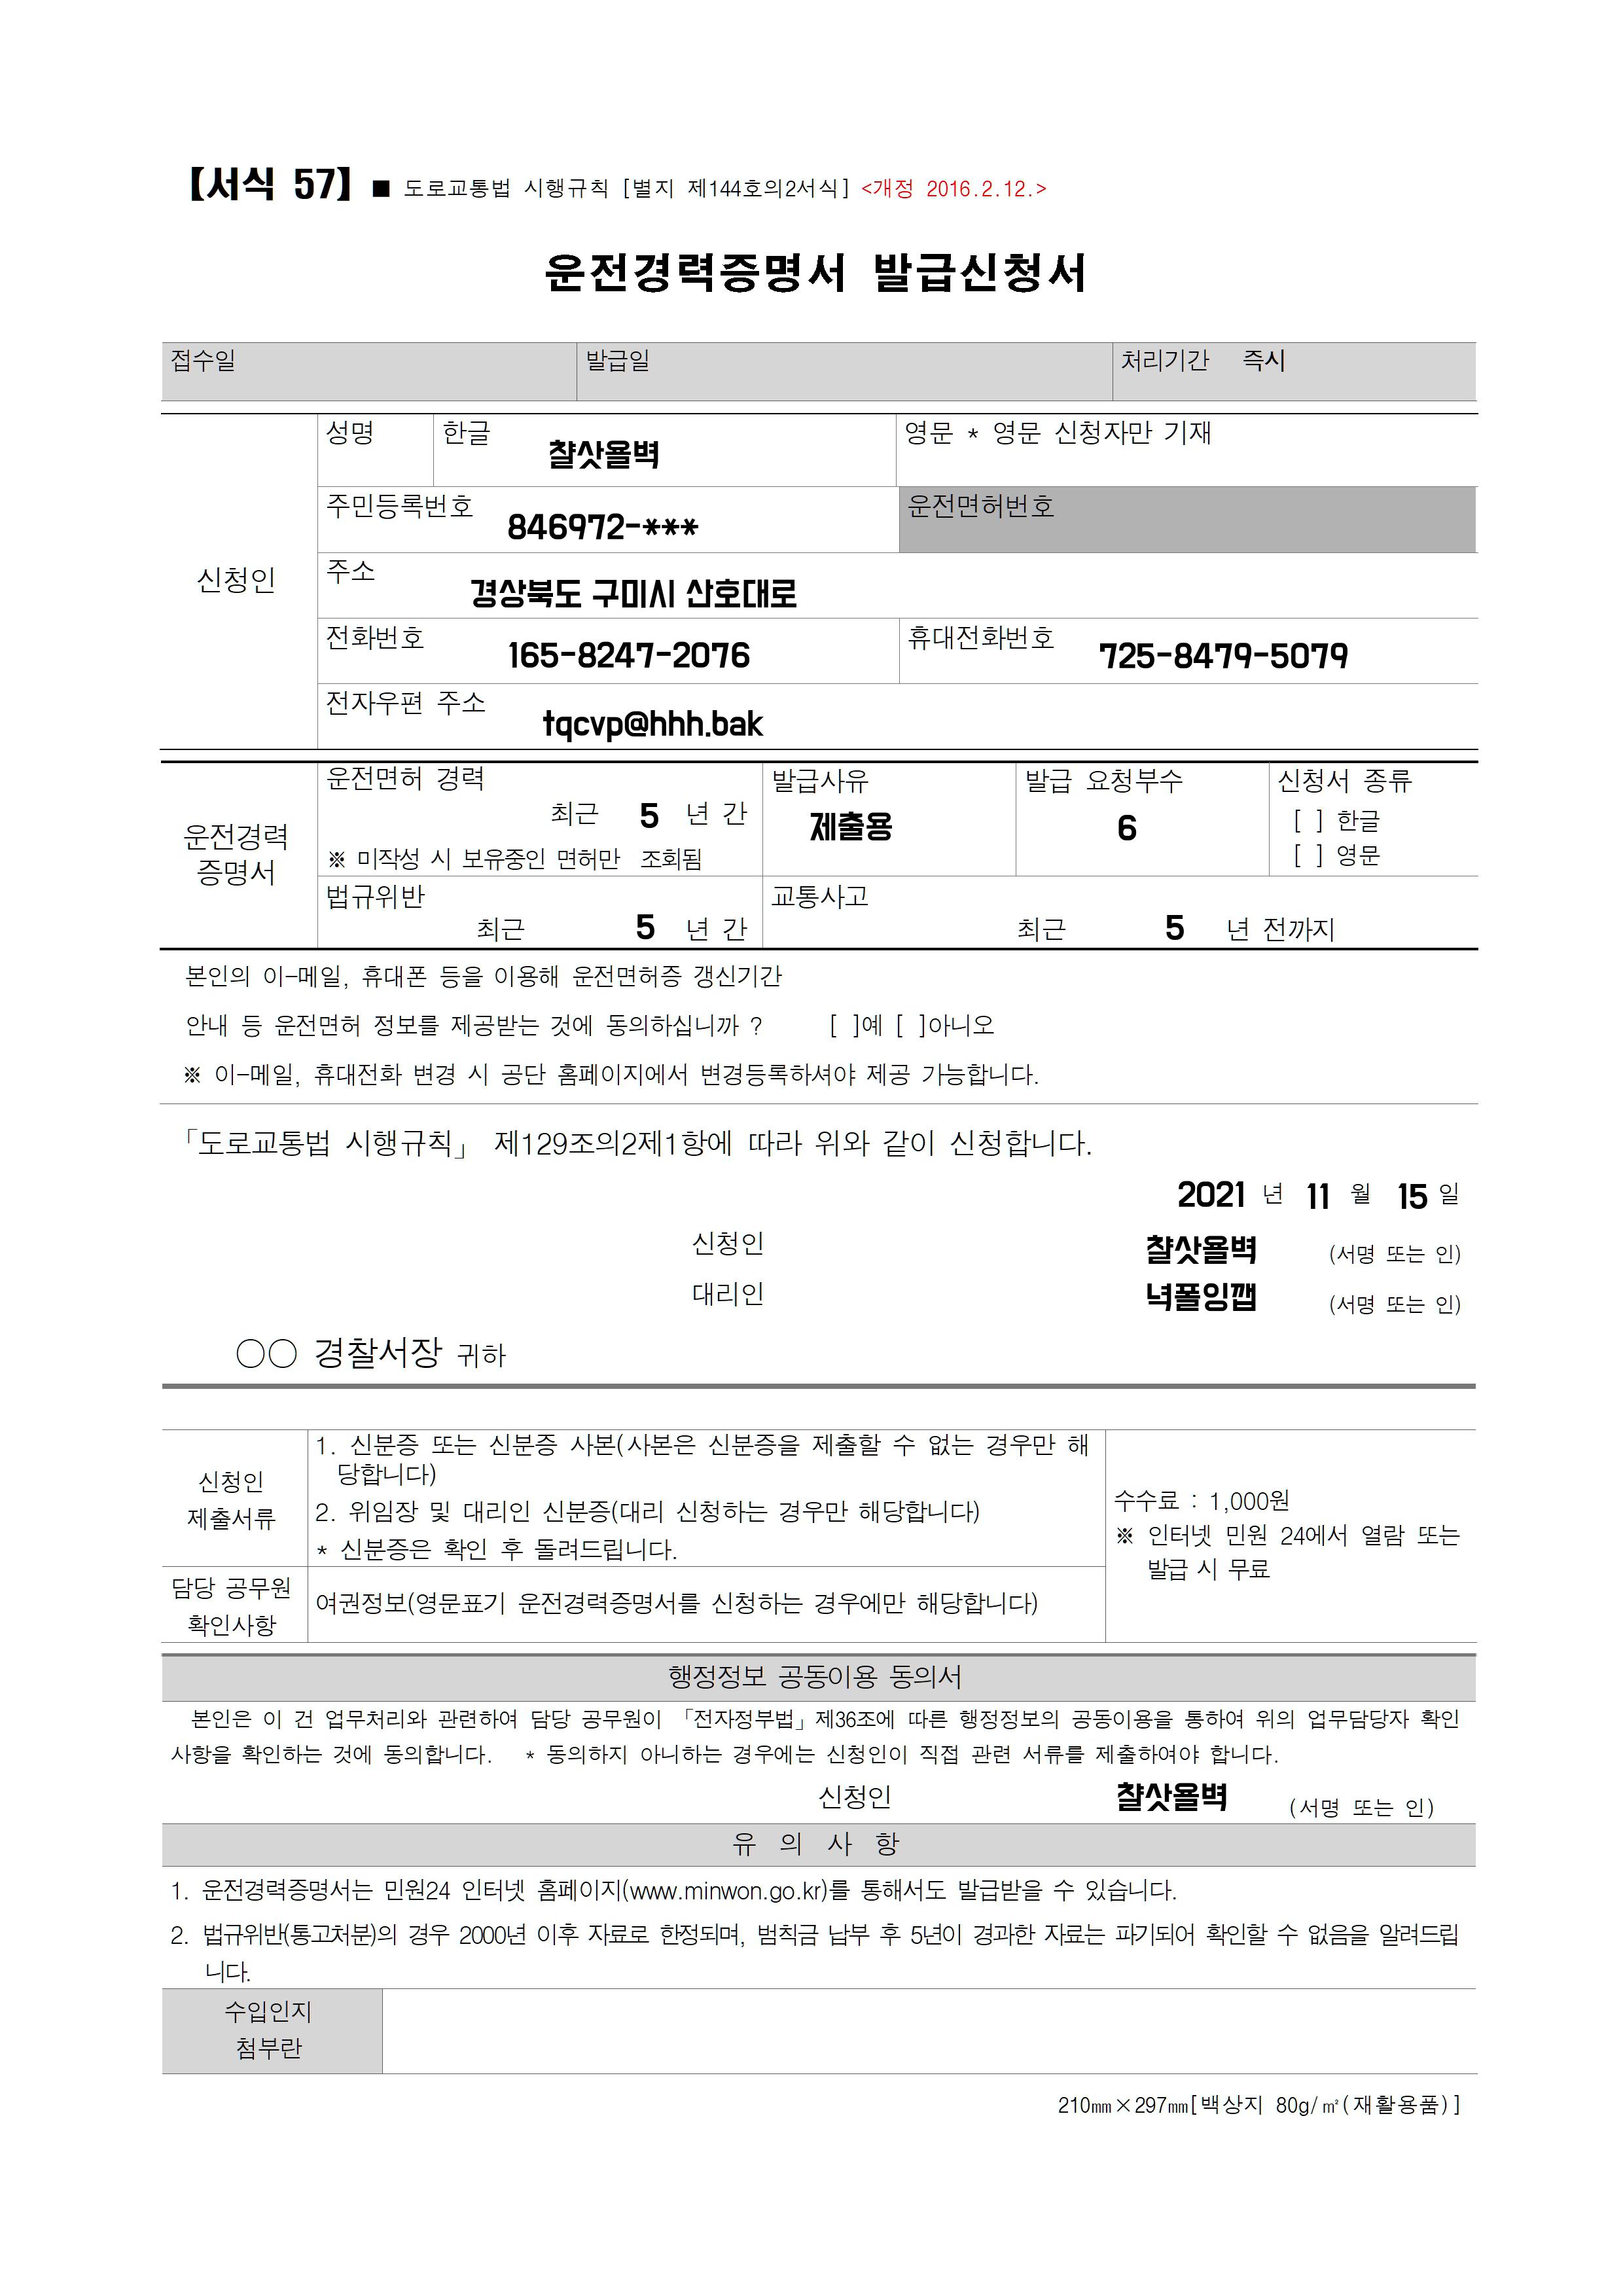 【서식 57】 ■ 도로교통법 시행규칙 [별지 제144호의2서식] <개정 2016.2.12.>
운전경력증명서 발급신청서
접수일 발급일 처리기간 즉시
성명 한글 영문 * 영문 신청자만 기재
챨삿욜벽
주민등록번호 운전면허번호
846972-***
신청인
주소
경상북도 구미시 산호대로
전화번호 165-8247-2076 휴대전화번호 725-8479-5079
전자우편 주소
tqcvp@hhh.bak
운전경력
증명서
운전면허 경력
최근 5 년 간
※ 미작성 시 보유중인 면허만 조회됨
발급사유
제출용
발급 요청부수
6
신청서 종류
[ ] 한글
[ ] 영문
법규위반
최근 5 년 간
교통사고
최근 5 년 전까지
본인의 이-메일, 휴대폰 등을 이용해 운전면허증 갱신기간
안내 등 운전면허 정보를 제공받는 것에 동의하십니까 ? [ ]예 [ ]아니오
※ 이-메일, 휴대전화 변경 시 공단 홈페이지에서 변경등록하셔야 제공 가능합니다.
「도로교통법 시행규칙」 제129조의2제1항에 따라 위와 같이 신청합니다.
2021 년 11 월 15 일
신청인 챨삿욜벽 (서명 또는 인)
대리인 녁폴잉깹 (서명 또는 인)
○○ 경찰서장 귀하
신청인
제출서류
1. 신분증 또는 신분증 사본(사본은 신분증을 제출할 수 없는 경우만 해
당합니다)
2. 위임장 및 대리인 신분증(대리 신청하는 경우만 해당합니다)
* 신분증은 확인 후 돌려드립니다.
수수료 : 1,000원
※ 인터넷 민원 24에서 열람 또는
발급 시 무료
담당 공무원
확인사항
여권정보(영문표기 운전경력증명서를 신청하는 경우에만 해당합니다)
행정정보 공동이용 동의서
본인은 이 건 업무처리와 관련하여 담당 공무원이 「전자정부법」제36조에 따른 행정정보의 공동이용을 통하여 위의 업무담당자 확인
사항을 확인하는 것에 동의합니다. * 동의하지 아니하는 경우에는 신청인이 직접 관련 서류를 제출하여야 합니다.
신청인 챨삿욜벽 (서명 또는 인)
유 의 사 항
1. 운전경력증명서는 민원24 인터넷 홈페이지(www.minwon.go.kr)를 통해서도 발급받을 수 있습니다.
2. 법규위반(통고처분)의 경우 2000년 이후 자료로 한정되며, 범칙금 납부 후 5년이 경과한 자료는 파기되어 확인할 수 없음을 알려드립
니다.
수입인지
첨부란
210㎜×297㎜[백상지 80g/㎡(재활용품)]